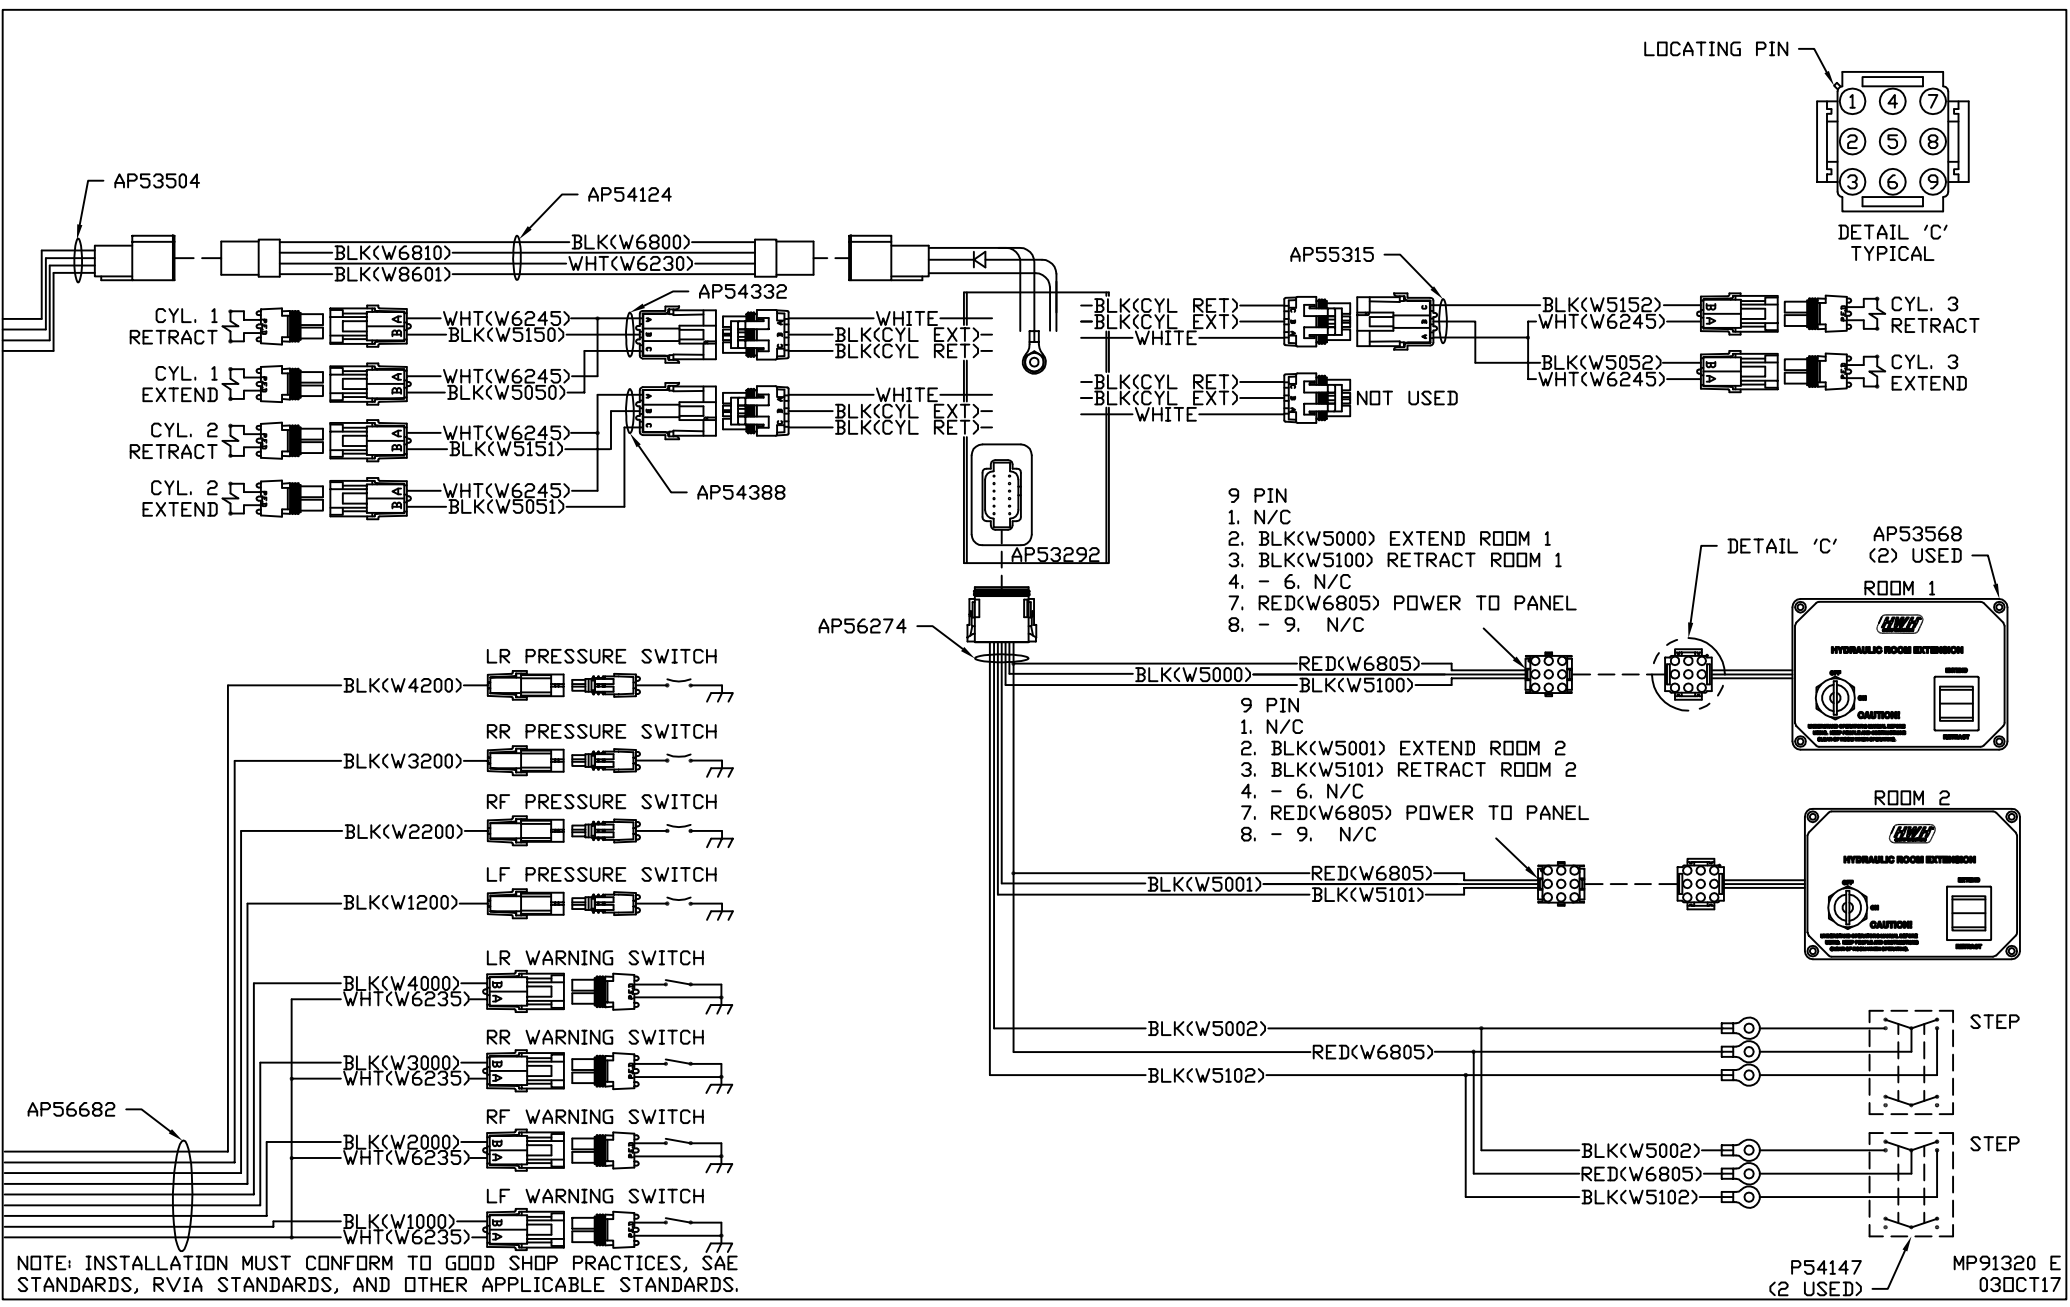 LOCATING PIN
1 4 7
2 5 8
3 6 9
DETAIL 'C'
TYPICAL
AP53504
AP54124
BLK(W6800)
BLK(W6810)
WHT(W6230)
BLK(W8601)
AP54332
AP55315
CYL. 1
RETRACT
A
B
WHT(W6245)
BLK(W5150)
A
B
C
WHITE
BLK(CYL EXT)
BLK(CYL RET)
CYL. 1
EXTEND
A
B
WHT(W6245)
BLK(W5050)
CYL. 2
RETRACT
A
B
WHT(W6245)
BLK(W5151)
A
B
C
WHITE
BLK(CYL EXT)
BLK(CYL RET)
CYL. 2
EXTEND
A
B
WHT(W6245)
BLK(W5051)
AP54388
BLK(CYL RET)
BLK(CYL EXT)
WHITE
C
B
A
BLK(W5152)
WHT(W6245)
B
A
CYL. 3
RETRACT
BLK(W5052)
WHT(W6245)
B
A
CYL. 3
EXTEND
BLK(CYL RET)
BLK(CYL EXT)
WHITE
NOT USED
AP53292
AP56274
9 PIN
1. N/C
2. BLK(W5000) EXTEND ROOM 1
3. BLK(W5100) RETRACT ROOM 1
4. - 6. N/C
7. RED(W6805) POWER TO PANEL
8. - 9. N/C
RED(W6805)
BLK(W5000)
BLK(W5100)
DETAIL 'C'
AP53568
(2) USED
ROOM 1
HWH
HYDRAULIC ROOM EXTENSION
OFF
ON
EXTEND
CAUTION!
RETRACT
9 PIN
1. N/C
2. BLK(W5001) EXTEND ROOM 2
3. BLK(W5101) RETRACT ROOM 2
4. - 6. N/C
7. RED(W6805) POWER TO PANEL
8. - 9. N/C
RED(W6805)
BLK(W5001)
BLK(W5101)
ROOM 2
HWH
HYDRAULIC ROOM EXTENSION
OFF
ON
EXTEND
CAUTION!
RETRACT
LR PRESSURE SWITCH
BLK(W4200)
RR PRESSURE SWITCH
BLK(W3200)
RF PRESSURE SWITCH
BLK(W2200)
LF PRESSURE SWITCH
BLK(W1200)
LR WARNING SWITCH
BLK(W4000)
WHT(W6235)
B
A
RR WARNING SWITCH
BLK(W3000)
WHT(W6235)
B
A
RF WARNING SWITCH
BLK(W2000)
WHT(W6235)
B
A
LF WARNING SWITCH
BLK(W1000)
WHT(W6235)
B
A
AP56682
BLK(W5002)
RED(W6805)
BLK(W5102)
STEP
BLK(W5002)
RED(W6805)
BLK(W5102)
STEP
P54147
(2 USED)
NOTE: INSTALLATION MUST CONFORM TO GOOD SHOP PRACTICES, SAE
STANDARDS, RVIA STANDARDS, AND OTHER APPLICABLE STANDARDS.
MP91320 E
03OCT17